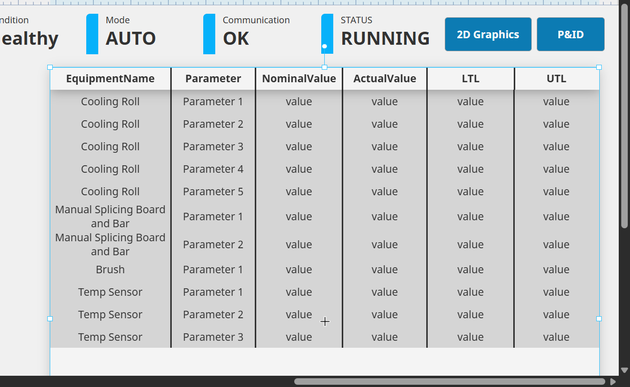 ndition Mode Communication STATUS
ealthy AUTO OK RUNNING 2D Graphics P&ID
EquipmentName Parameter NominalValue ActualValue LTL UTL
Cooling Roll Parameter 1 value value value value
Cooling Roll Parameter 2 value value value value
Cooling Roll Parameter 3 value value value value
Cooling Roll Parameter 4 value value value value
Cooling Roll Parameter 5 value value value value
Manual Splicing Board
and Bar Parameter 1 value value value value
Manual Splicing Board
and Bar Parameter 2 value value value value
Brush Parameter 1 value value value value
Temp Sensor Parameter 1 value value value value
Temp Sensor Parameter 2 value value value value
Temp Sensor Parameter 3 value value value value